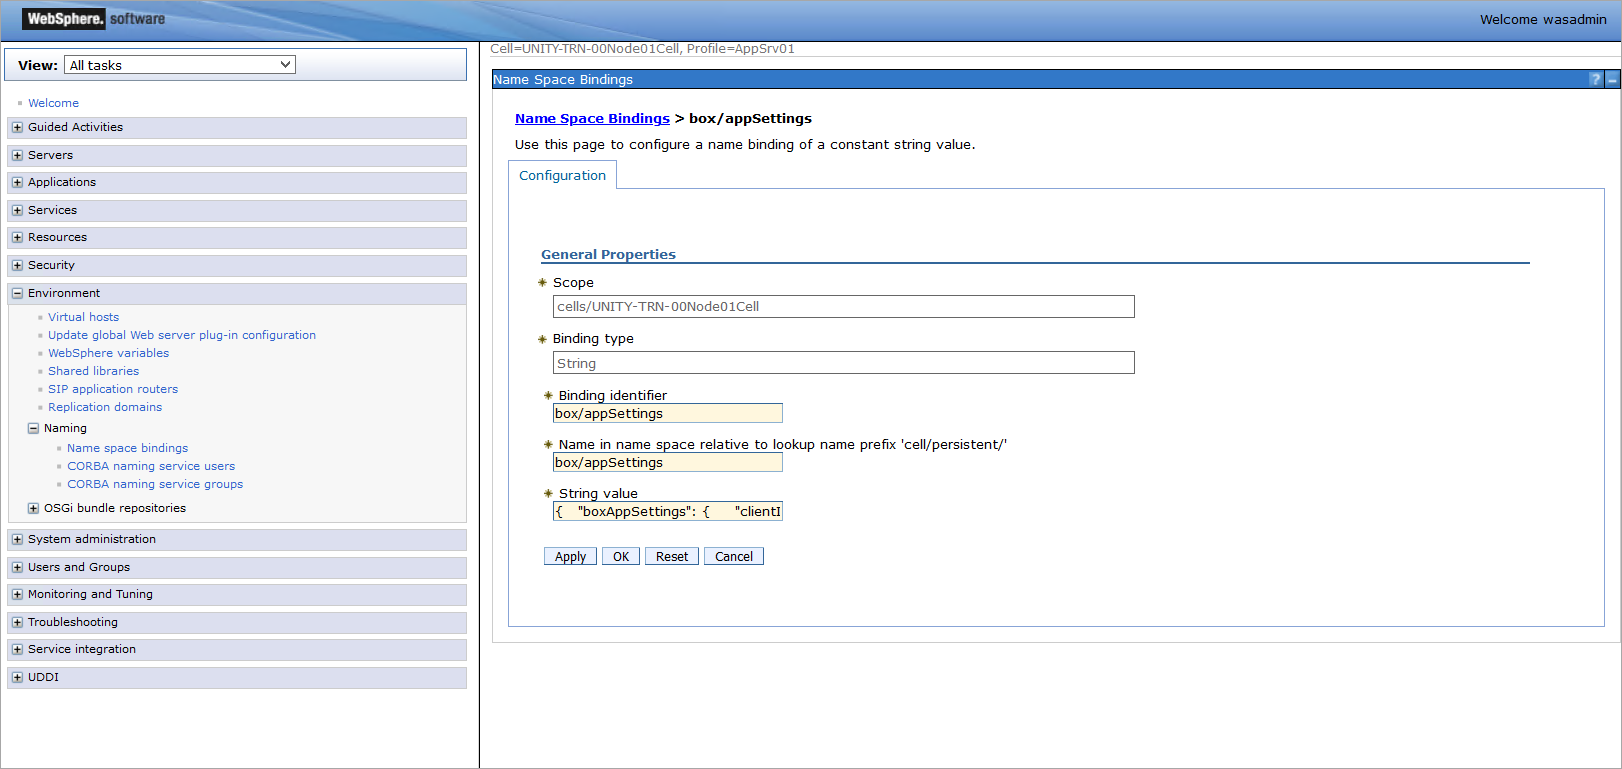 WebSphere. software
Welcome wasadmin
View: All tasks
Welcome
Guided Activities
Servers
Applications
Services
Resources
Security
Environment
Virtual hosts
Update global Web server plug-in configuration
WebSphere variables
Shared libraries
SIP application routers
Replication domains
Naming
Name space bindings
CORBA naming service users
CORBA naming service groups
OSGi bundle repositories
System administration
Users and Groups
Monitoring and Tuning
Troubleshooting
Service integration
UDDI
Cell=UNITY-TRN-00Node01Cell, Profile=AppSrv01
Name Space Bindings ? –
Name Space Bindings > box/appSettings
Use this page to configure a name binding of a constant string value.
Configuration
General Properties
Scope
cells/UNITY-TRN-00Node01Cell
Binding type
String
Binding identifier
box/appSettings
Name in name space relative to lookup name prefix 'cell/persistent/'
box/appSettings
String value
{ "boxAppSettings": { "clientI
Apply OK Reset Cancel